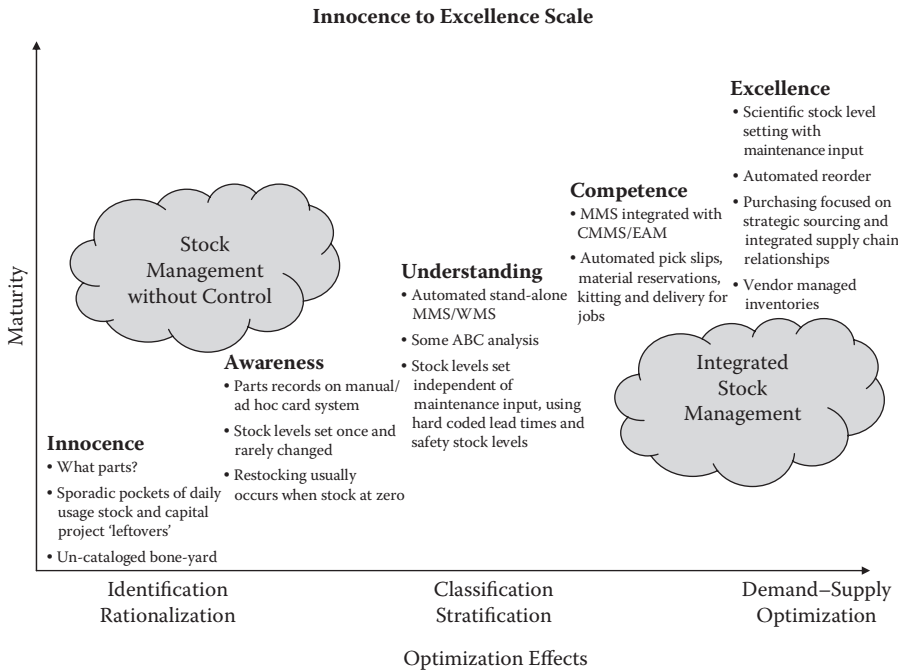 Innocence to Excellence Scale
Maturity
Stock
Management
without Control
Innocence
• What parts?
• Sporadic pockets of daily
usage stock and capital
project ‘leftovers’
• Un-cataloged bone-yard
Awareness
• Parts records on manual/
ad hoc card system
• Stock levels set once and
rarely changed
• Restocking usually
occurs when stock at zero
Understanding
• Automated stand-alone
MMS/WMS
• Some ABC analysis
• Stock levels set
independent of
maintenance input, using
hard coded lead times and
safety stock levels
Competence
• MMS integrated with
CMMS/EAM
• Automated pick slips,
material reservations,
kitting and delivery for
jobs
Excellence
• Scientific stock level
setting with
maintenance input
• Automated reorder
• Purchasing focused on
strategic sourcing and
integrated supply chain
relationships
• Vendor managed
inventories
Integrated
Stock
Management
Identification
Rationalization
Classification
Stratification
Demand–Supply
Optimization
Optimization Effects